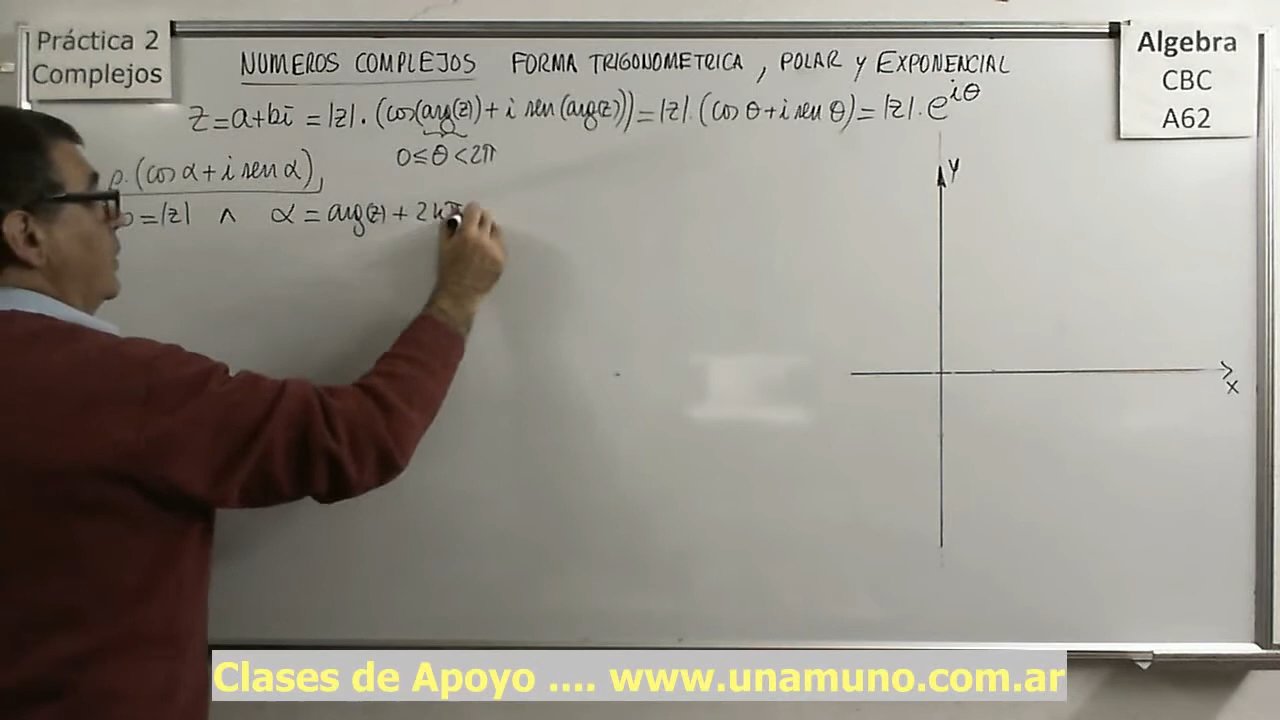 Práctica 2
Complejos
NUMEROS COMPLEJOS FORMA TRIGONOMETRICA, POLAR y EXPONENCIAL
Algebra
CBC
A62
z=a+bi = |z|.(cos(arg(z)+i sen(arg(z)))=|z|.(cos θ+i sen θ)=|z|.e^{iθ}
0≤θ<2π
ρ.(cos α+i sen α),
ρ=|z| ∧ α=arg(z)+2kπ
y
x
Clases de Apoyo .... www.unamuno.com.ar